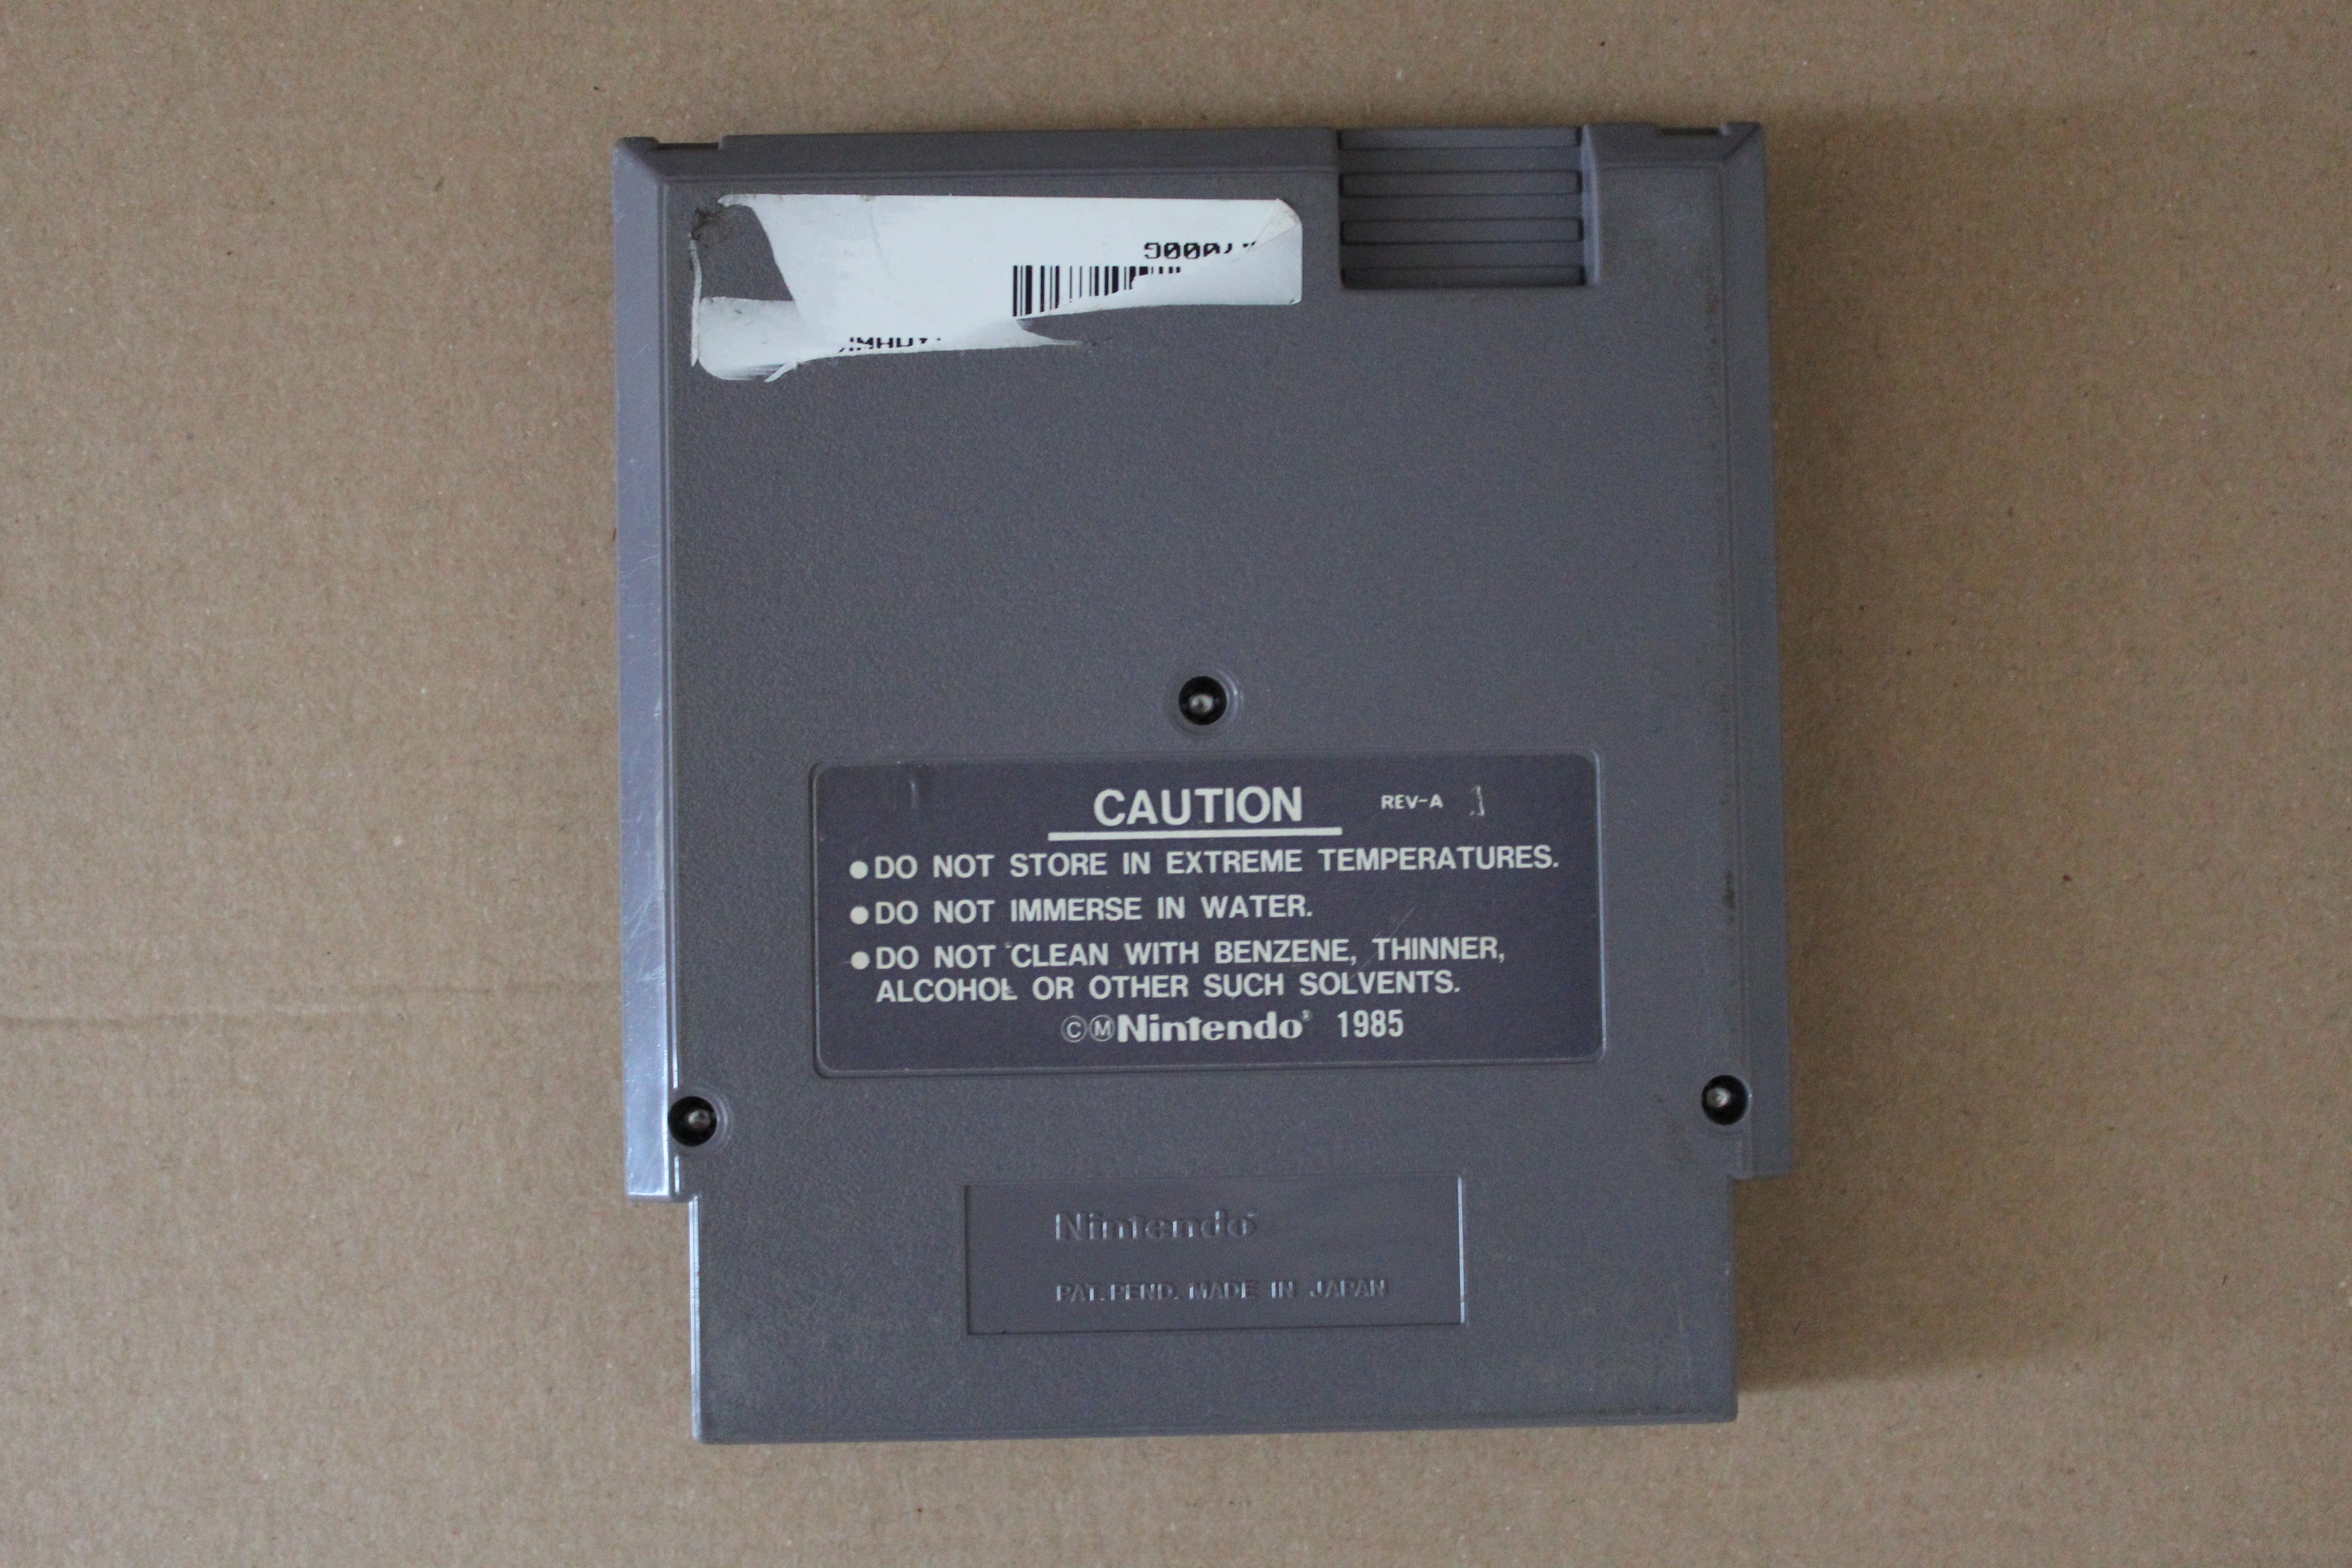 CAUTION REV-A
●DO NOT STORE IN EXTREME TEMPERATURES.
●DO NOT IMMERSE IN WATER.
●DO NOT CLEAN WITH BENZENE, THINNER,
ALCOHOL OR OTHER SUCH SOLVENTS.
©ⓂNintendo® 1985
Nintendo®
PAT. PEND. MADE IN JAPAN